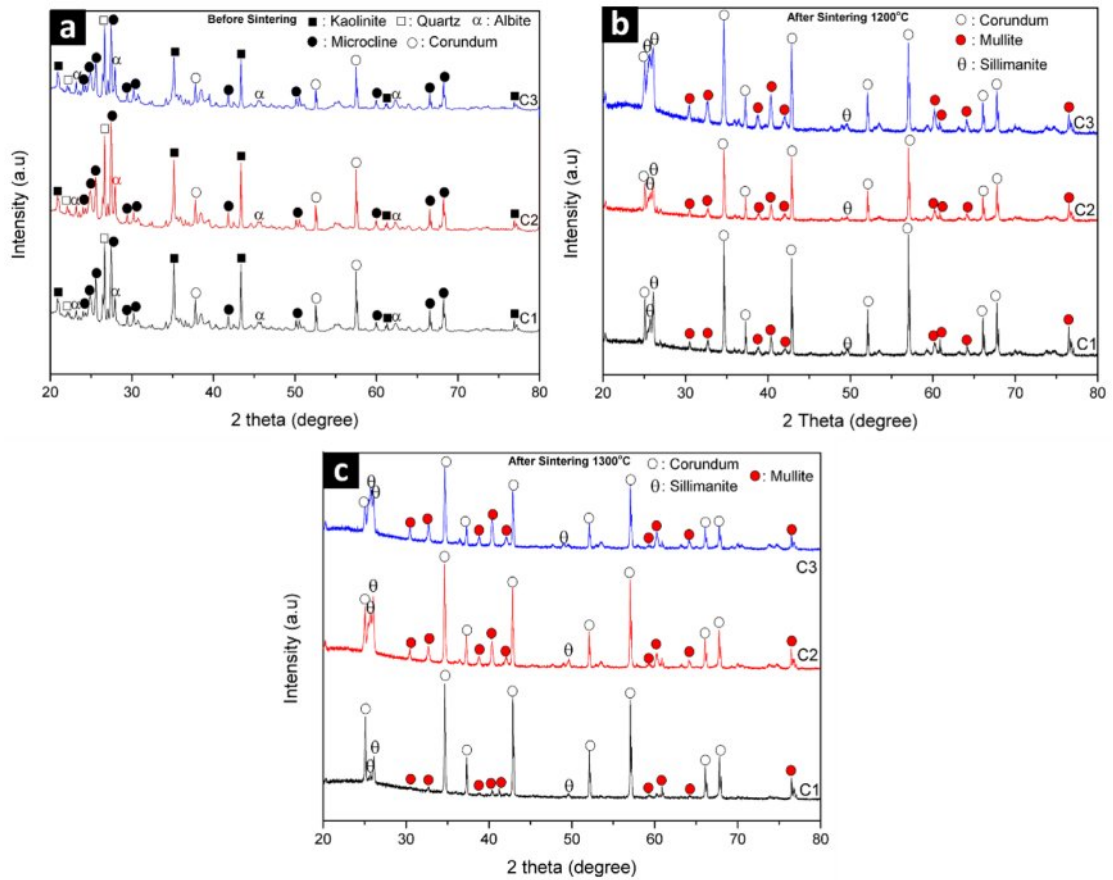 a
Before Sintering
■ : Kaolinite □ : Quartz α : Albite
● : Microcline ○ : Corundum
C3
C2
C1
Intensity (a.u)
20 30 40 50 60 70 80
2 theta (degree)
b
After Sintering 1200°C
○ : Corundum
● : Mullite
θ : Sillimanite
C3
C2
C1
Intensity (a.u)
20 30 40 50 60 70 80
2 Theta (degree)
c
After Sintering 1300°C
○ : Corundum ● : Mullite
θ : Sillimanite
C3
C2
C1
Intensity (a.u)
20 30 40 50 60 70 80
2 theta (degree)